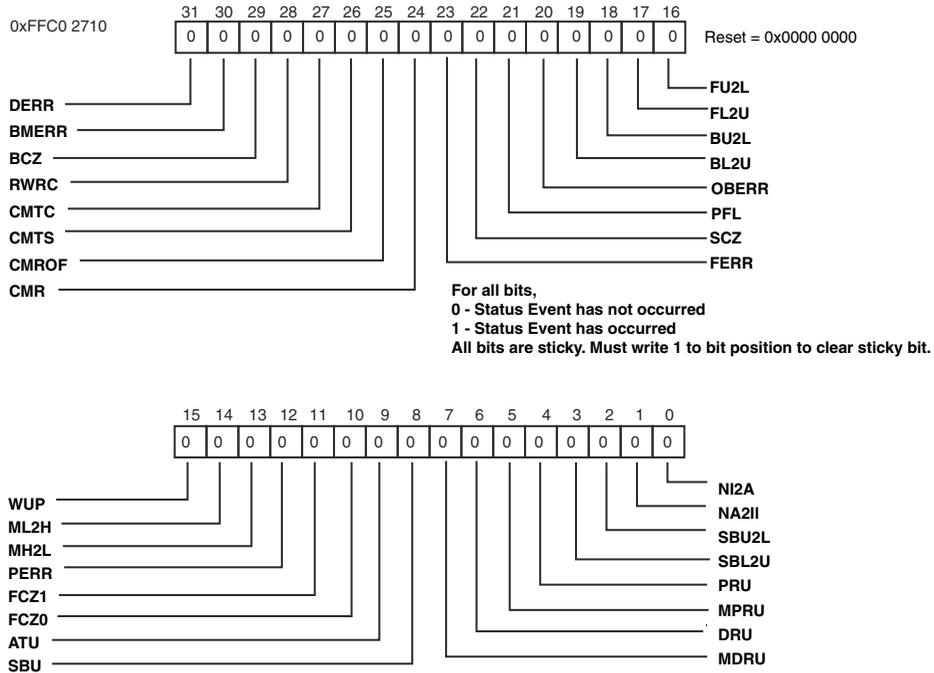 31 30 29 28 27 26 25 24 23 22 21 20 19 18 17 16
0xFFC0 2710
0 0 0 0 0 0 0 0 0 0 0 0 0 0 0 0
Reset = 0x0000 0000
DERR
BMERR
BCZ
RWRC
CMTC
CMTS
CMROF
CMR
FU2L
FL2U
BU2L
BL2U
OBERR
PFL
SCZ
FERR
For all bits,
0 - Status Event has not occurred
1 - Status Event has occurred
All bits are sticky. Must write 1 to bit position to clear sticky bit.
15 14 13 12 11 10 9 8 7 6 5 4 3 2 1 0
0 0 0 0 0 0 0 0 0 0 0 0 0 0 0 0
WUP
ML2H
MH2L
PERR
FCZ1
FCZ0
ATU
SBU
NI2A
NA2II
SBU2L
SBL2U
PRU
MPRU
DRU
MDRU